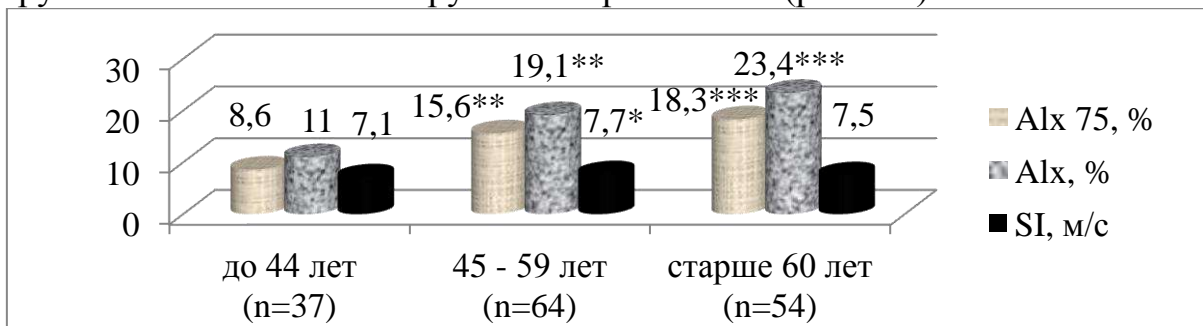 30
20
10
0
8,6
11
7,1
15,6**
19,1**
7,7*
18,3***
23,4***
7,5
до 44 лет
(n=37)
45 - 59 лет
(n=64)
старше 60 лет
(n=54)
Alx 75, %
Alx, %
SI, м/с